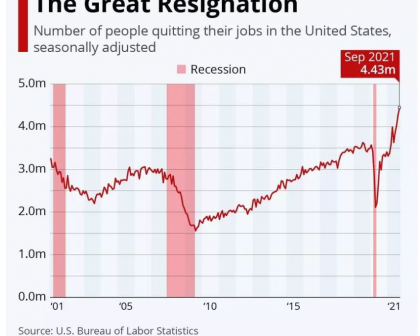 The Great Resignation
Number of people quitting their jobs in the United States,
seasonally adjusted
Sep 2021
4.43m
Recession
5.0m
4.0m
3.0m
2.0m
1.0m
0.0m
'01 '05 '10 '15 '21
Source: U.S. Bureau of Labor Statistics